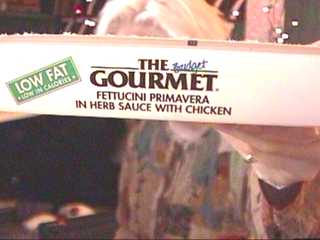 LOW FAT
• LOW IN CALORIES •
THE Budget
GOURMET.
FETTUCINI PRIMAVERA
IN HERB SAUCE WITH CHICKEN